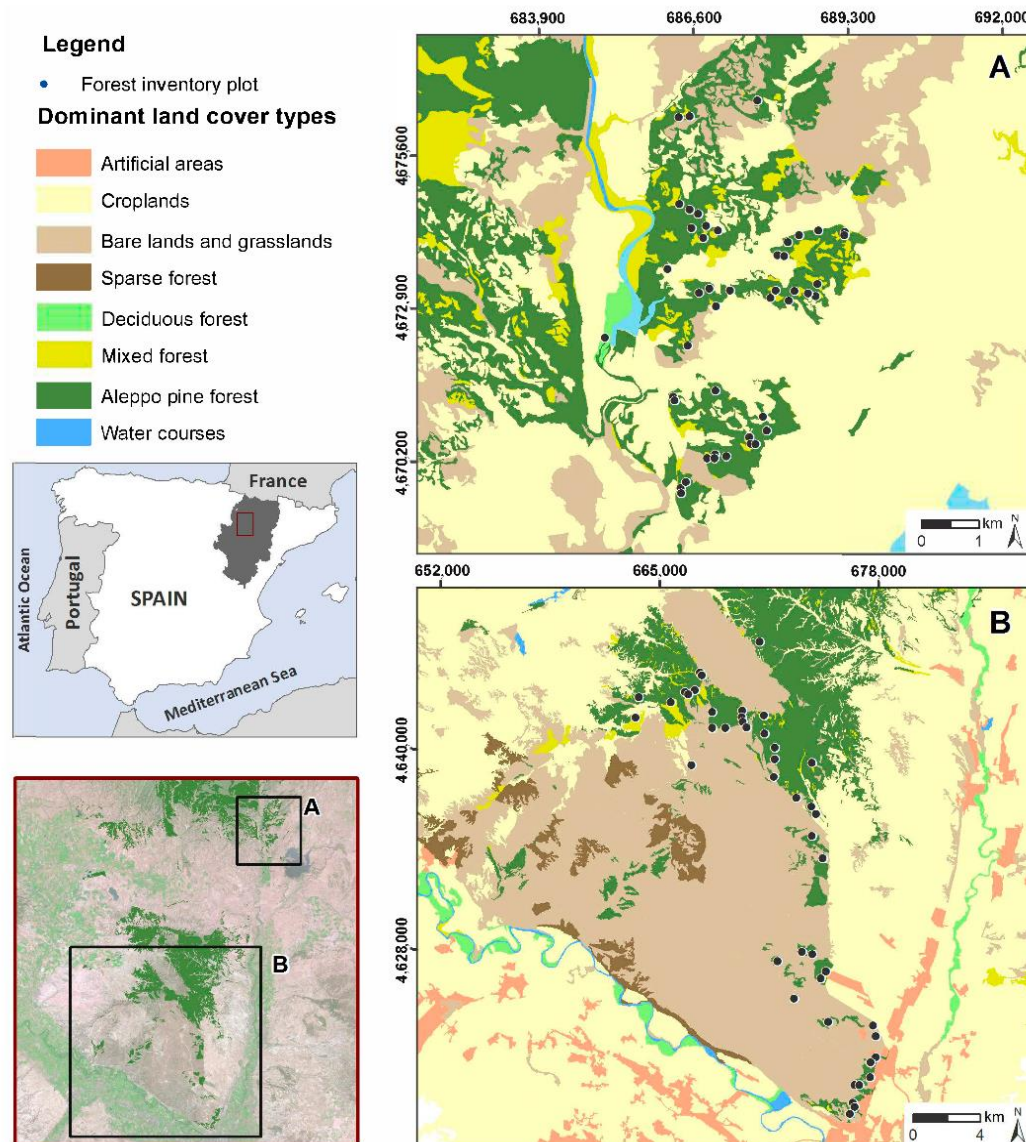 Legend
Forest inventory plot
Dominant land cover types
Artificial areas
Croplands
Bare lands and grasslands
Sparse forest
Deciduous forest
Mixed forest
Aleppo pine forest
Water courses
France
Atlantic Ocean
Portugal
SPAIN
Mediterranean Sea
A
B
683,900 686,600 689,300 692,000
A
4675,600
4,672,900
4,670,200
km
0 1
N
652,000 665,000 678,000
B
4,640,000
4,628,000
km
0 4
N